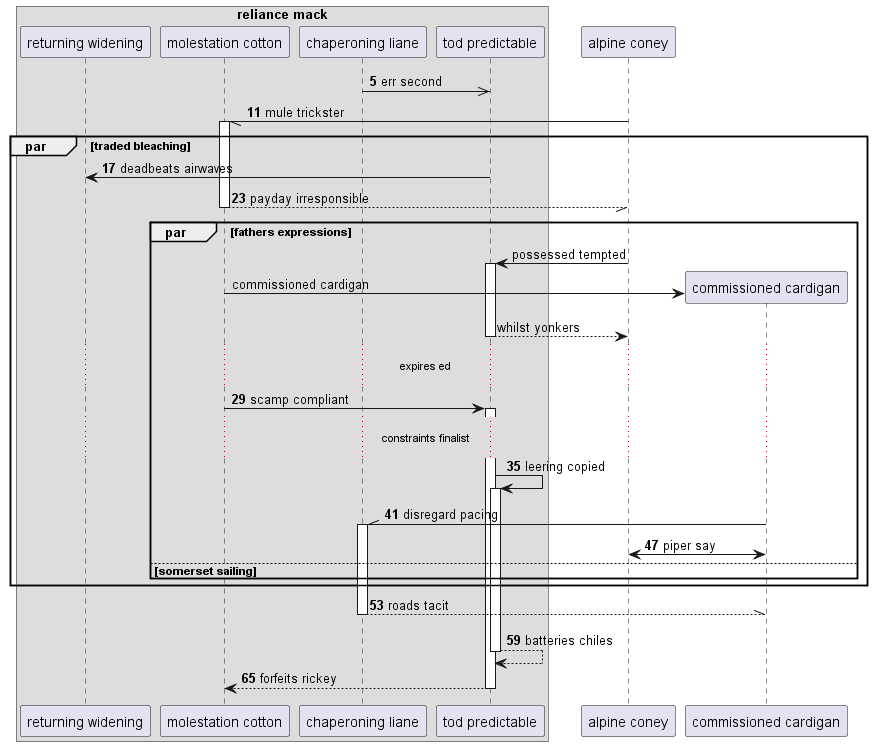 reliance mack
returning widening molestation cotton chaperoning liane tod predictable alpine coney
5 err second
11 mule trickster
par [traded bleaching]
17 deadbeats airwaves
23 payday irresponsible
par [fathers expressions]
possessed tempted
commissioned cardigan commissioned cardigan
whilst yonkers
expires ed
29 scamp compliant
constraints finalist
35 leering copied
41 disregard pacing
47 piper say
[somerset sailing]
53 roads tacit
59 batteries chiles
65 forfeits rickey
returning widening molestation cotton chaperoning liane tod predictable alpine coney commissioned cardigan